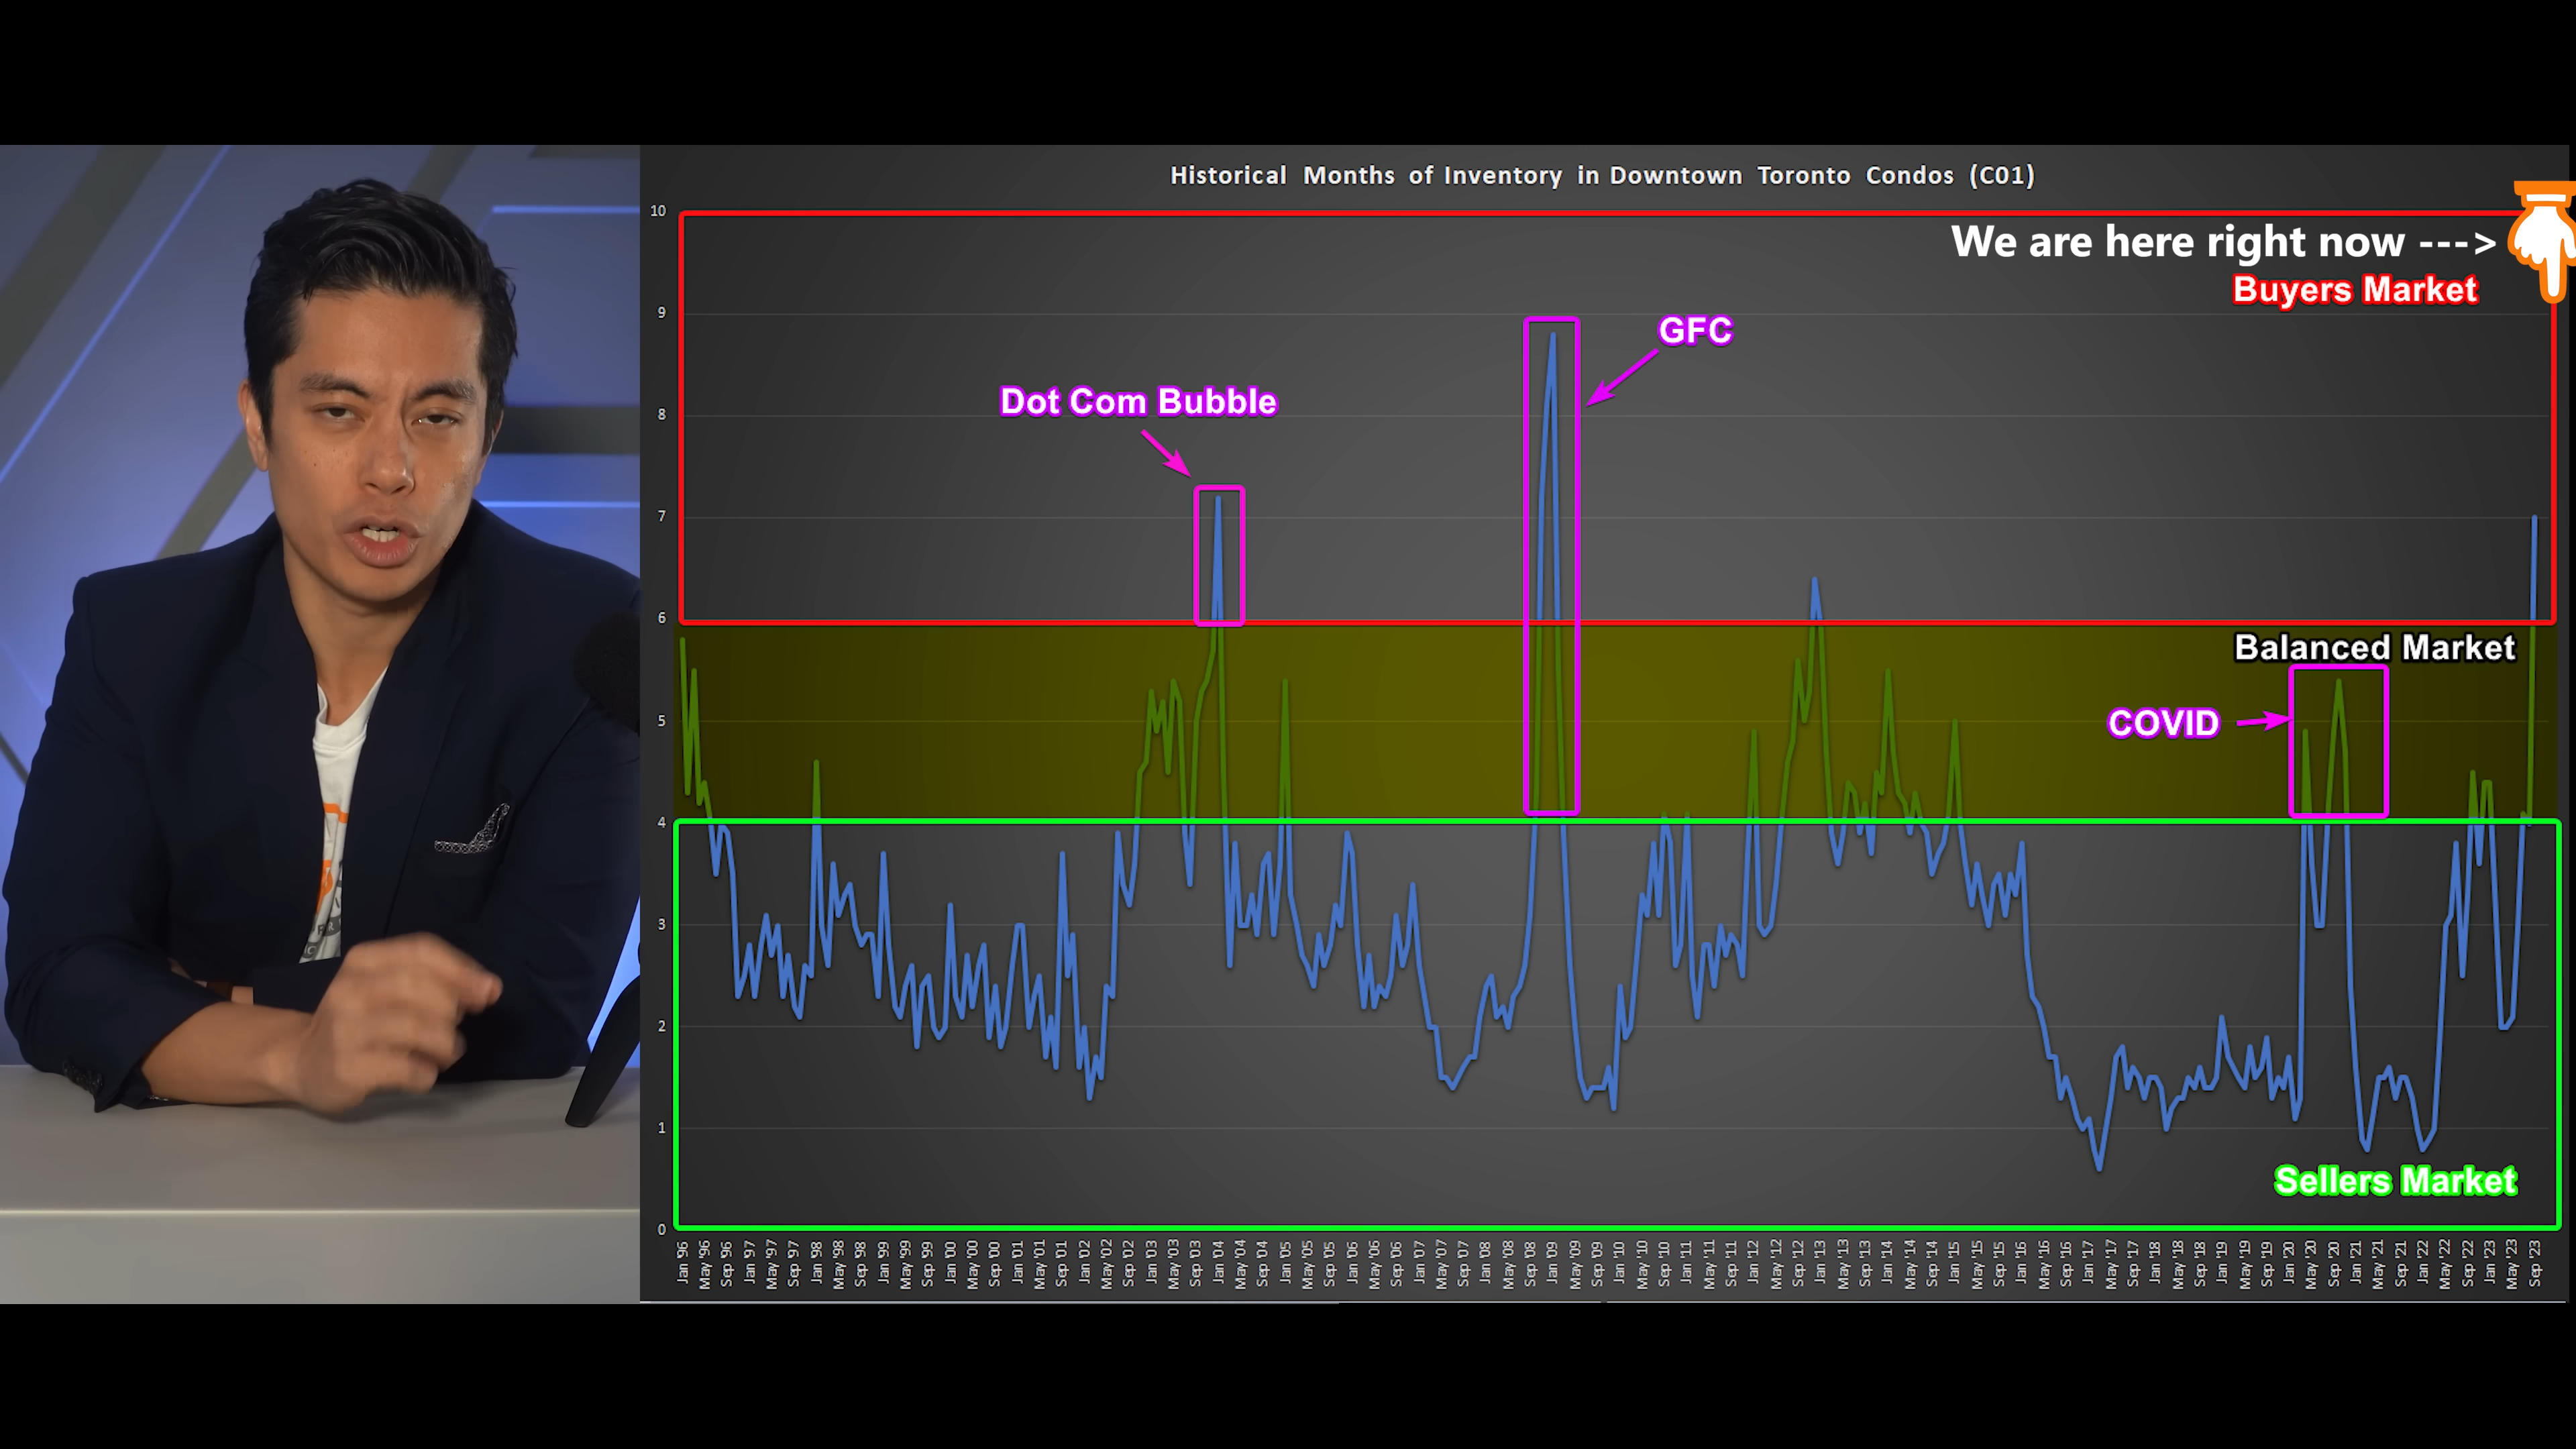 Historical Months of Inventory in Downtown Toronto Condos (C01)
We are here right now --->
Buyers Market
GFC
Dot Com Bubble
Balanced Market
COVID
Sellers Market
10
9
8
7
6
5
4
3
2
1
0
Jan '96
May '96
Sep '96
Jan '97
May '97
Sep '97
Jan '98
May '98
Sep '98
Jan '99
May '99
Sep '99
Jan '00
May '00
Sep '00
Jan '01
May '01
Sep '01
Jan '02
May '02
Sep '02
Jan '03
May '03
Sep '03
Jan '04
May '04
Sep '04
Jan '05
May '05
Sep '05
Jan '06
May '06
Sep '06
Jan '07
May '07
Sep '07
Jan '08
May '08
Sep '08
Jan '09
May '09
Sep '09
Jan '10
May '10
Sep '10
Jan '11
May '11
Sep '11
Jan '12
May '12
Sep '12
Jan '13
May '13
Sep '13
Jan '14
May '14
Sep '14
Jan '15
May '15
Sep '15
Jan '16
May '16
Sep '16
Jan '17
May '17
Sep '17
Jan '18
May '18
Sep '18
Jan '19
May '19
Sep '19
Jan '20
May '20
Sep '20
Jan '21
May '21
Sep '21
Jan '22
May '22
Sep '22
Jan '23
May '23
Sep '23